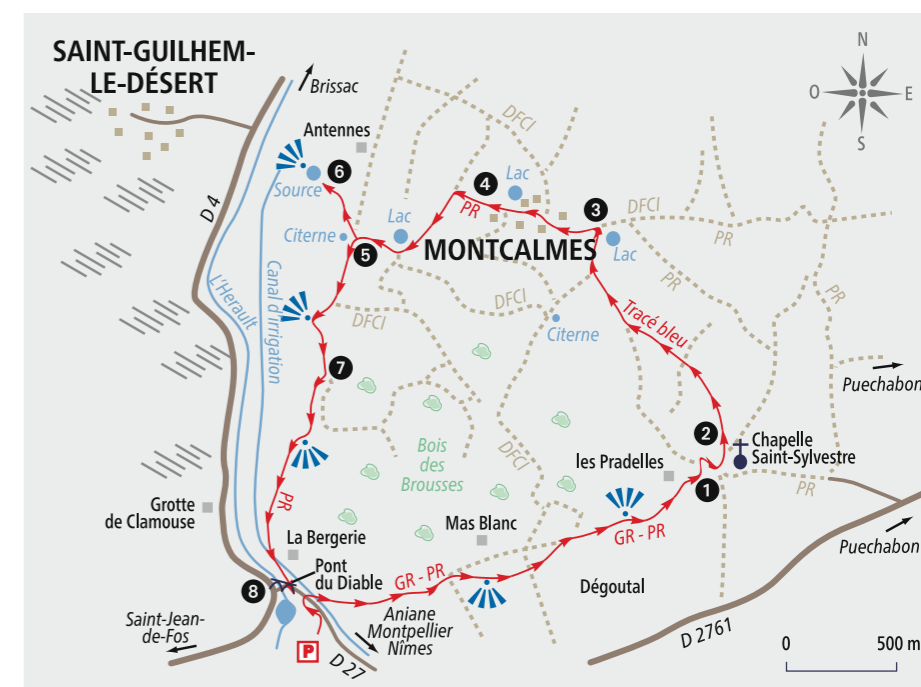 SAINT-GUILHEM-
LE-DÉSERT
Brissac
N
O
E
S
Antennes
DFCI
6
Source
D 4
4
Lac
PR
Lac
3
DFCI
PR
Citerne
5
MONTCALMES
Lac
PR
L'Herault
Canal d'irrigation
DFCI
DFCI
Citerne
Tracé bleu
7
Puechabon
Bois
des
Brousses
DFCI
2
Chapelle
Saint-Sylvestre
les Pradelles
1
PR
PR
Grotte
de Clamouse
La Bergerie
Mas Blanc
GR - PR
Puechabon
Pont
du Diable
8
GR - PR
Dégoutal
Saint-Jean-
de-Fos
Aniane
Montpellier
Nîmes
P
D 27
D 2761
0
500 m